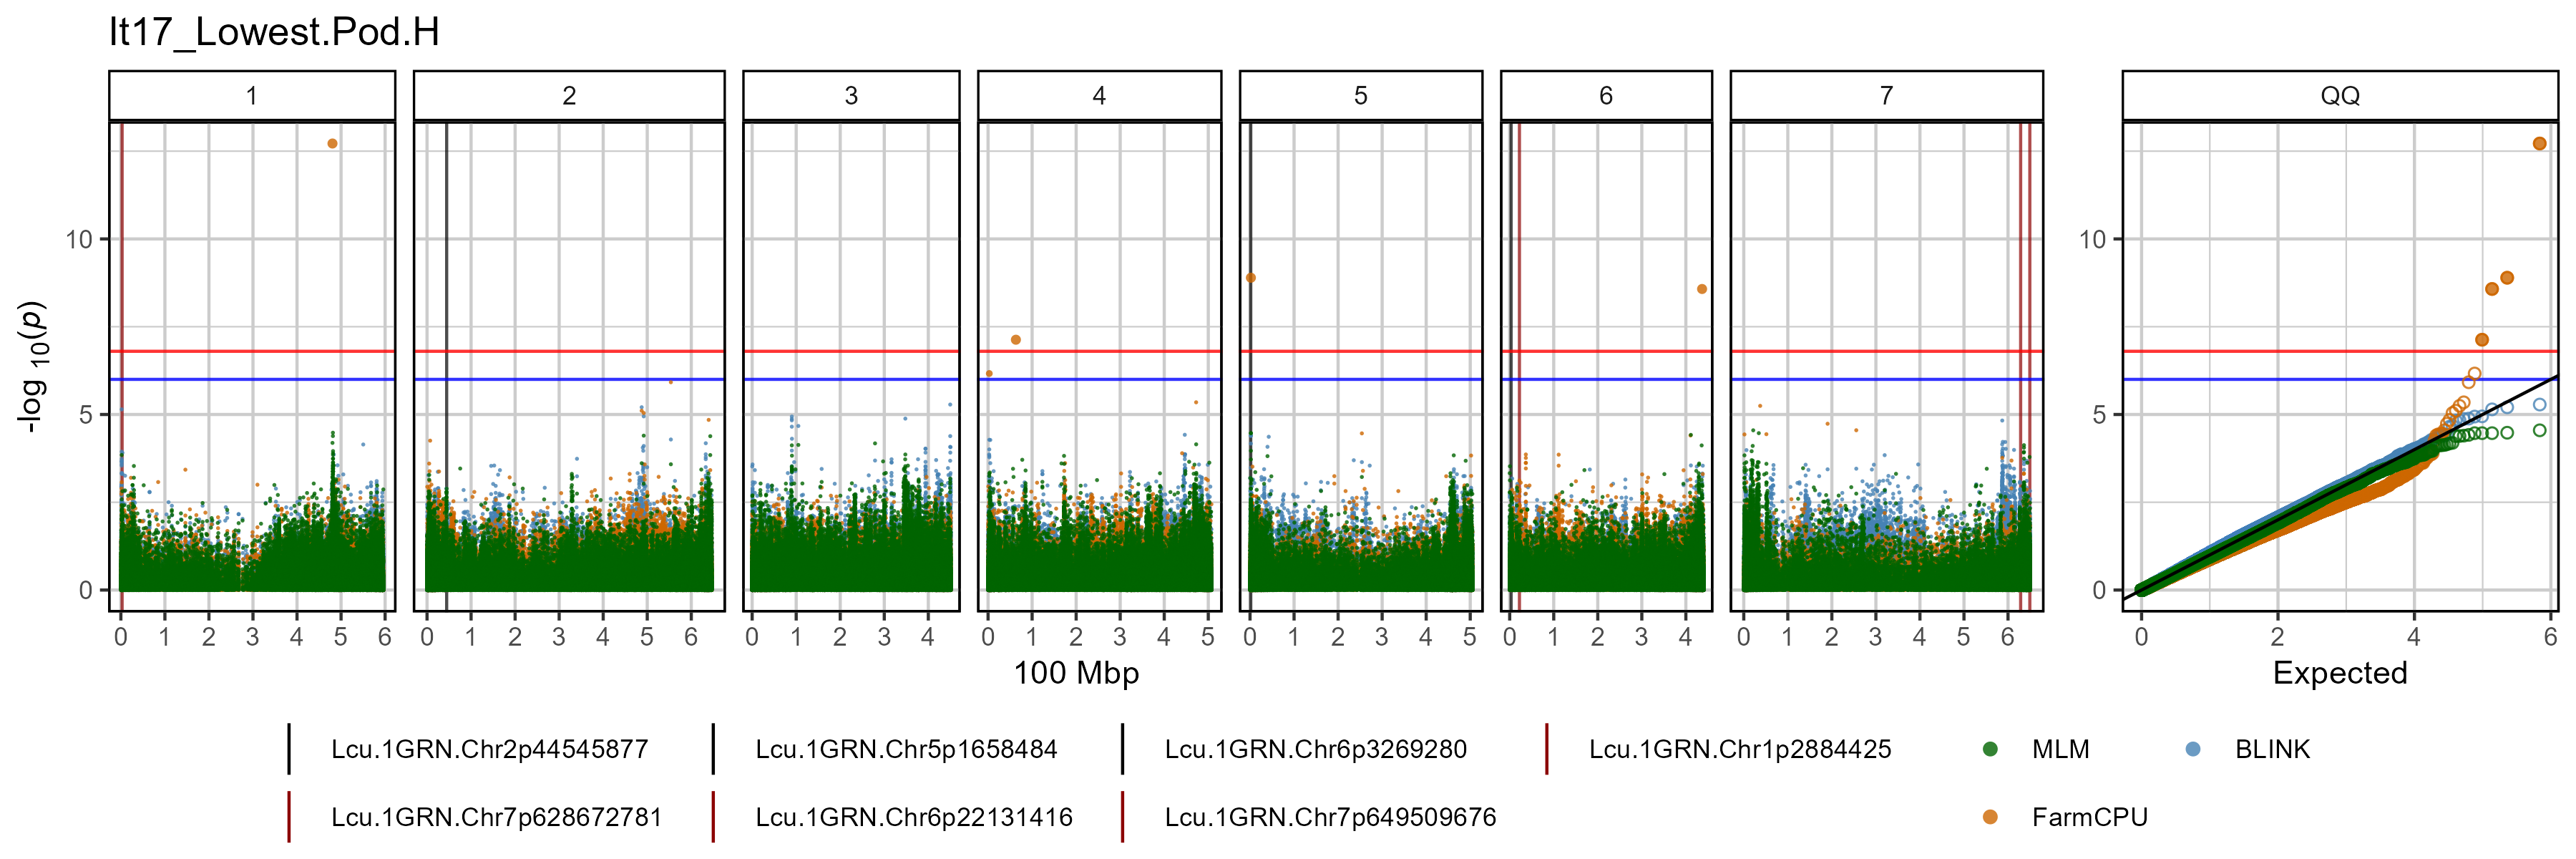 It17_Lowest.Pod.H
1 2 3 4 5 6 7 QQ
10 10
5 5
0 0
0 1 2 3 4 5 6 0 1 2 3 4 5 6 0 1 2 3 4 0 1 2 3 4 5 0 1 2 3 4 5 0 1 2 3 4 0 1 2 3 4 5 6 0 2 4 6
-log 10(p)
100 Mbp Expected
Lcu.1GRN.Chr2p44545877 Lcu.1GRN.Chr5p1658484 Lcu.1GRN.Chr6p3269280 Lcu.1GRN.Chr1p2884425 MLM BLINK
Lcu.1GRN.Chr7p628672781 Lcu.1GRN.Chr6p22131416 Lcu.1GRN.Chr7p649509676 FarmCPU